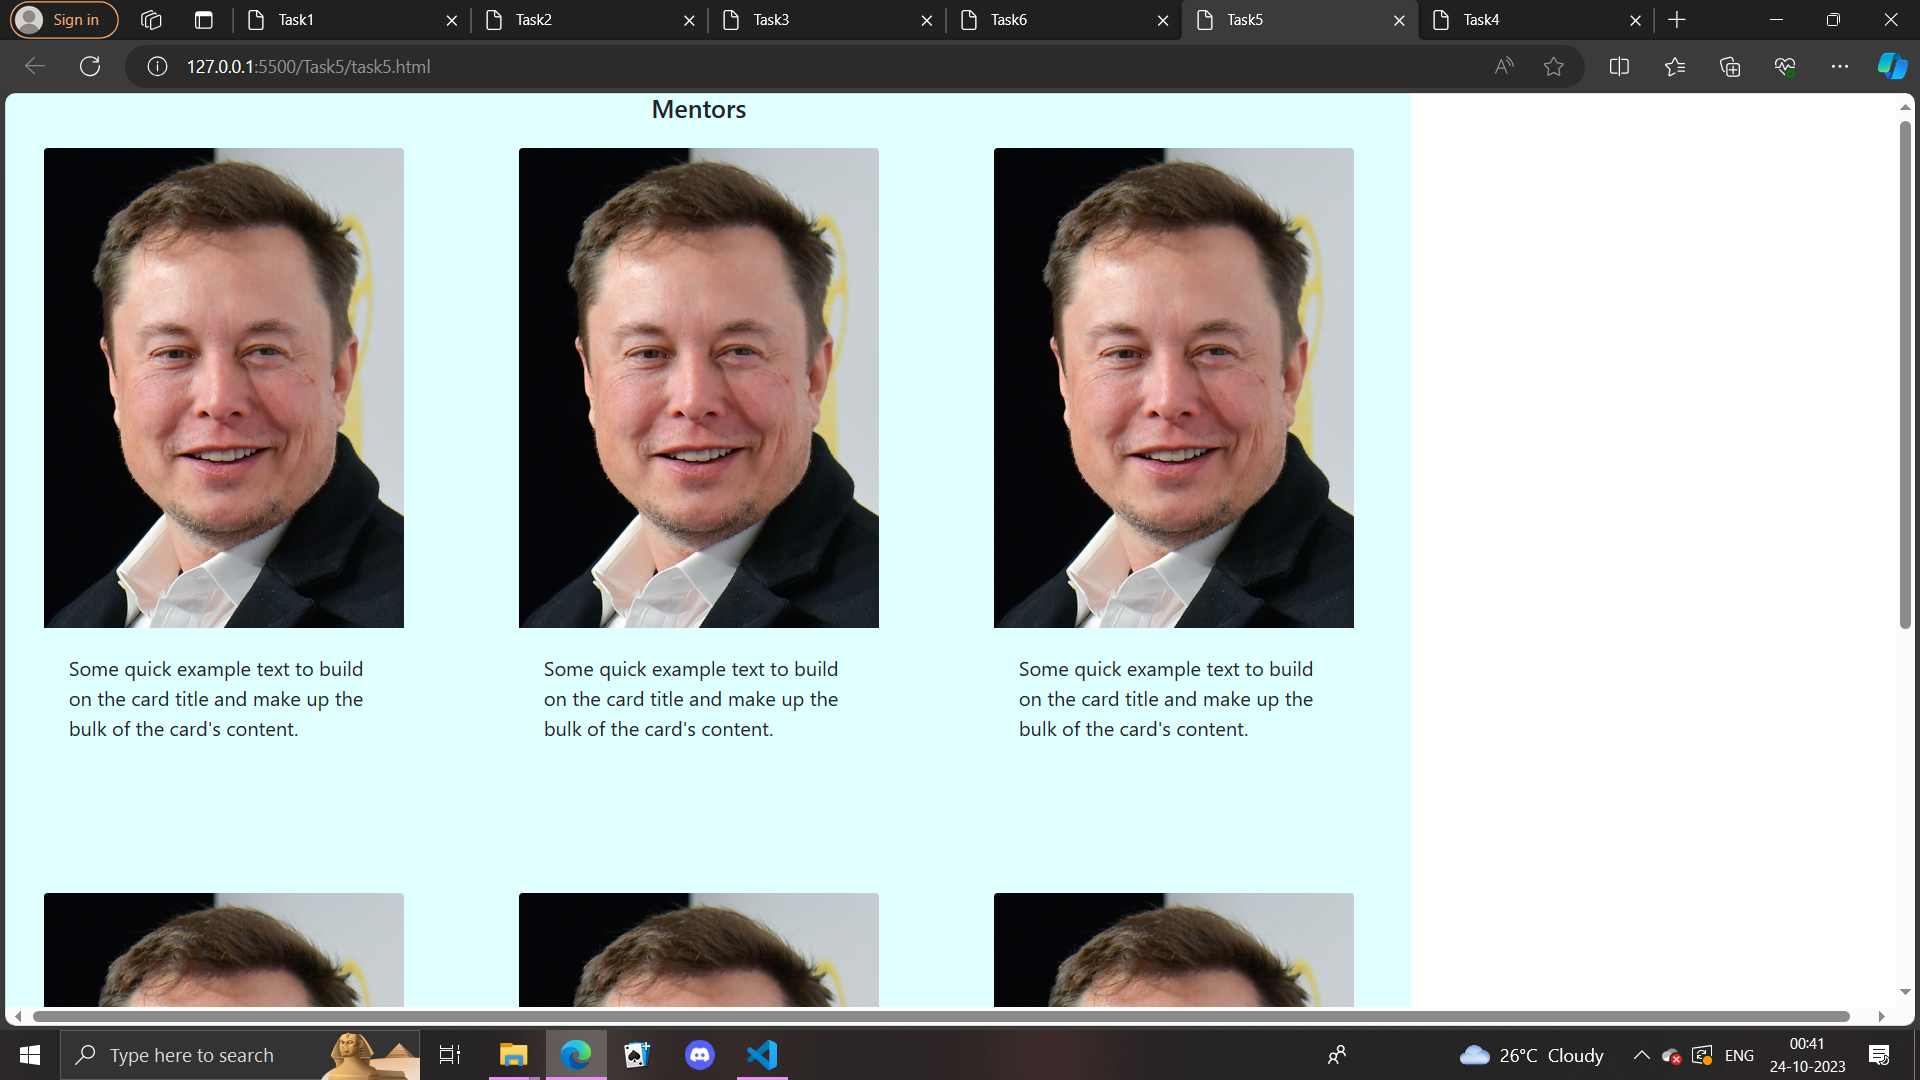 Sign in
Task1
Task2
Task3
Task6
Task5
Task4
127.0.0.1:5500/Task5/task5.html
Mentors
Some quick example text to build
on the card title and make up the
bulk of the card's content.
Some quick example text to build
on the card title and make up the
bulk of the card's content.
Some quick example text to build
on the card title and make up the
bulk of the card's content.
Type here to search
26°C Cloudy
ENG
00:41
24-10-2023